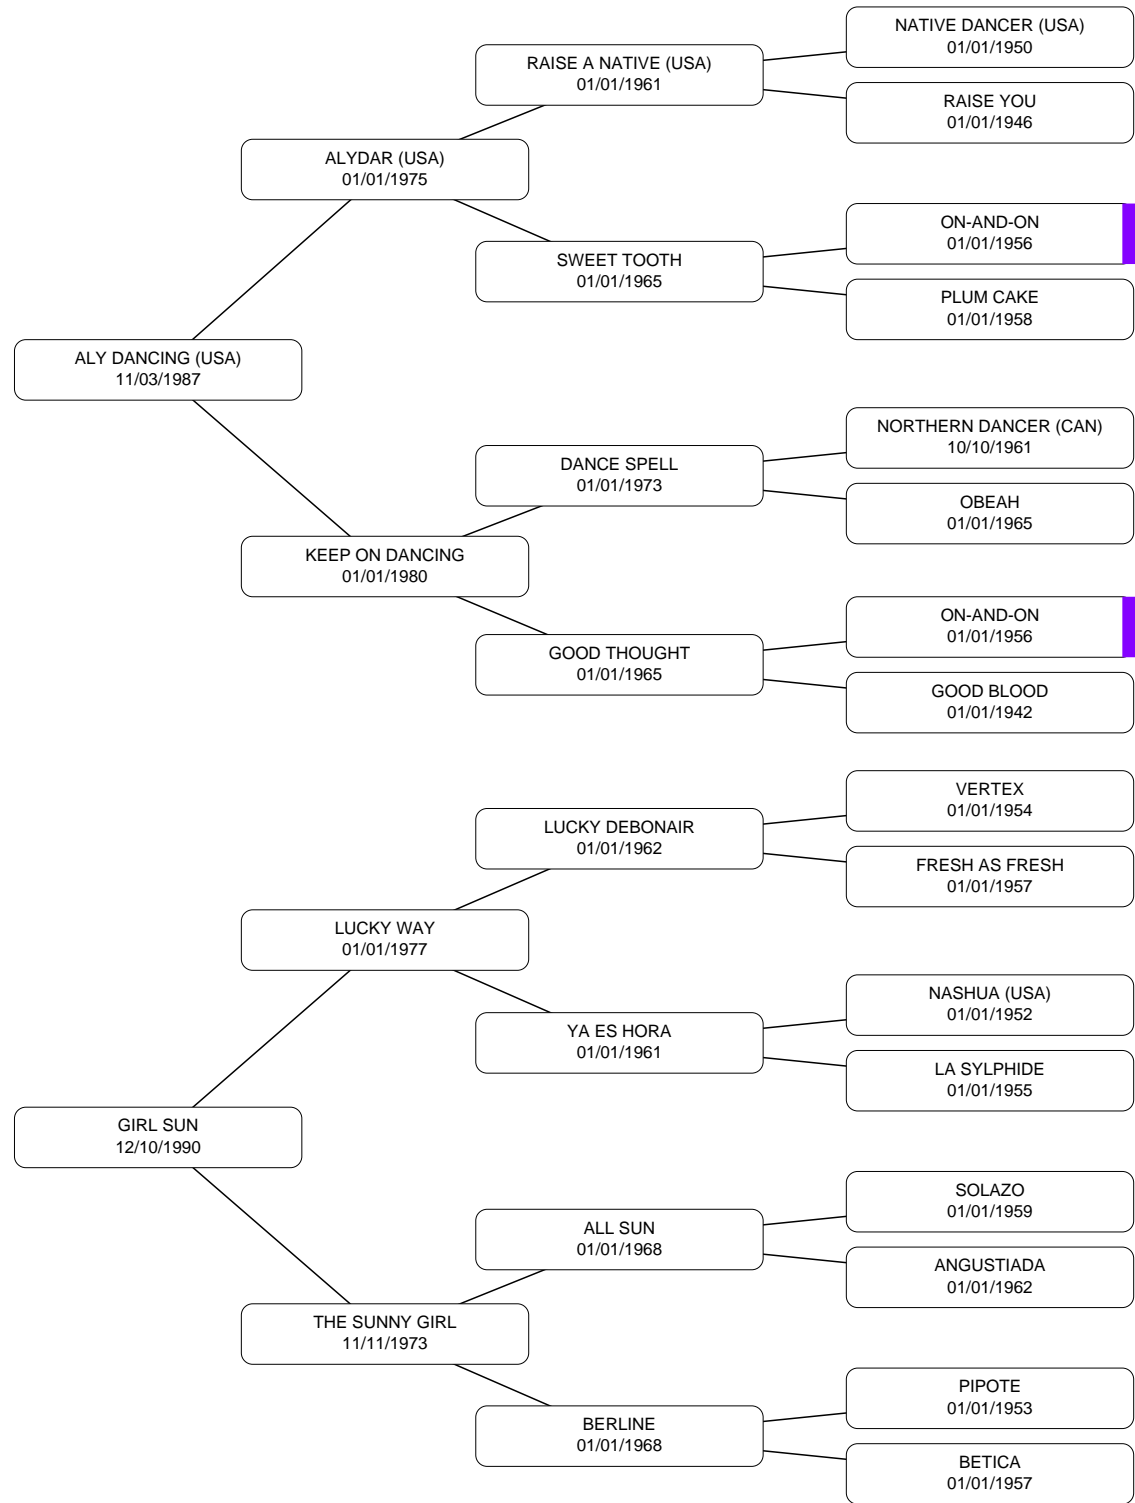 NATIVE DANCER (USA)
01/01/1950
RAISE A NATIVE (USA)
01/01/1961
RAISE YOU
01/01/1946
ALYDAR (USA)
01/01/1975
ON-AND-ON
01/01/1956
SWEET TOOTH
01/01/1965
PLUM CAKE
01/01/1958
ALY DANCING (USA)
11/03/1987
NORTHERN DANCER (CAN)
10/10/1961
DANCE SPELL
01/01/1973
OBEAH
01/01/1965
KEEP ON DANCING
01/01/1980
ON-AND-ON
01/01/1956
GOOD THOUGHT
01/01/1965
GOOD BLOOD
01/01/1942
VERTEX
01/01/1954
LUCKY DEBONAIR
01/01/1962
FRESH AS FRESH
01/01/1957
LUCKY WAY
01/01/1977
NASHUA (USA)
01/01/1952
YA ES HORA
01/01/1961
LA SYLPHIDE
01/01/1955
GIRL SUN
12/10/1990
SOLAZO
01/01/1959
ALL SUN
01/01/1968
ANGUSTIADA
01/01/1962
THE SUNNY GIRL
11/11/1973
PIPOTE
01/01/1953
BERLINE
01/01/1968
BETICA
01/01/1957